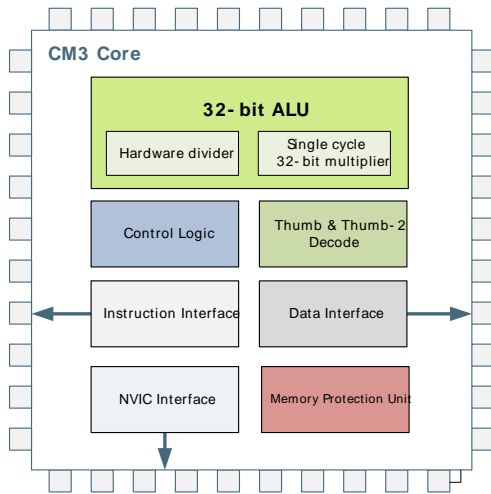 CM3 Core
32-bit ALU
Hardware divider
Single cycle
32-bit multiplier
Control Logic
Thumb & Thumb-2
Decode
Instruction Interface
Data Interface
NVIC Interface
Memory Protection Unit